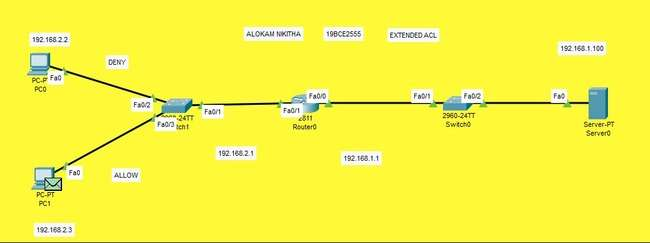 ALOKAM NIKITHA
19BCE2555
EXTENDED ACL
192.168.2.2
192.168.1.100
DENY
PC-PT
PC0
Fa0
Fa0/2
Fa0/3
-24TT
Fa0/1
Fa0/1
Fa0/0
2811
Router0
Fa0/1
Fa0/2
2960-24TT
Switch0
Fa0
Server-PT
Server0
192.168.2.1
192.168.1.1
Fa0
ALLOW
PC-PT
PC1
192.168.2.3